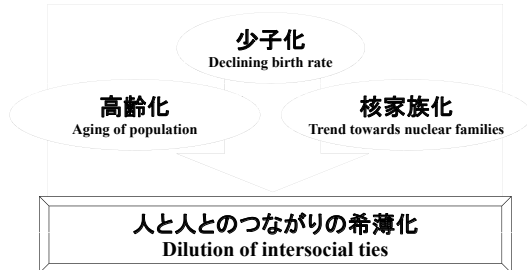 少子化
Declining birth rate
高齢化
Aging of population
核家族化
Trend towards nuclear families
人と人とのつながりの希薄化
Dilution of intersocial ties